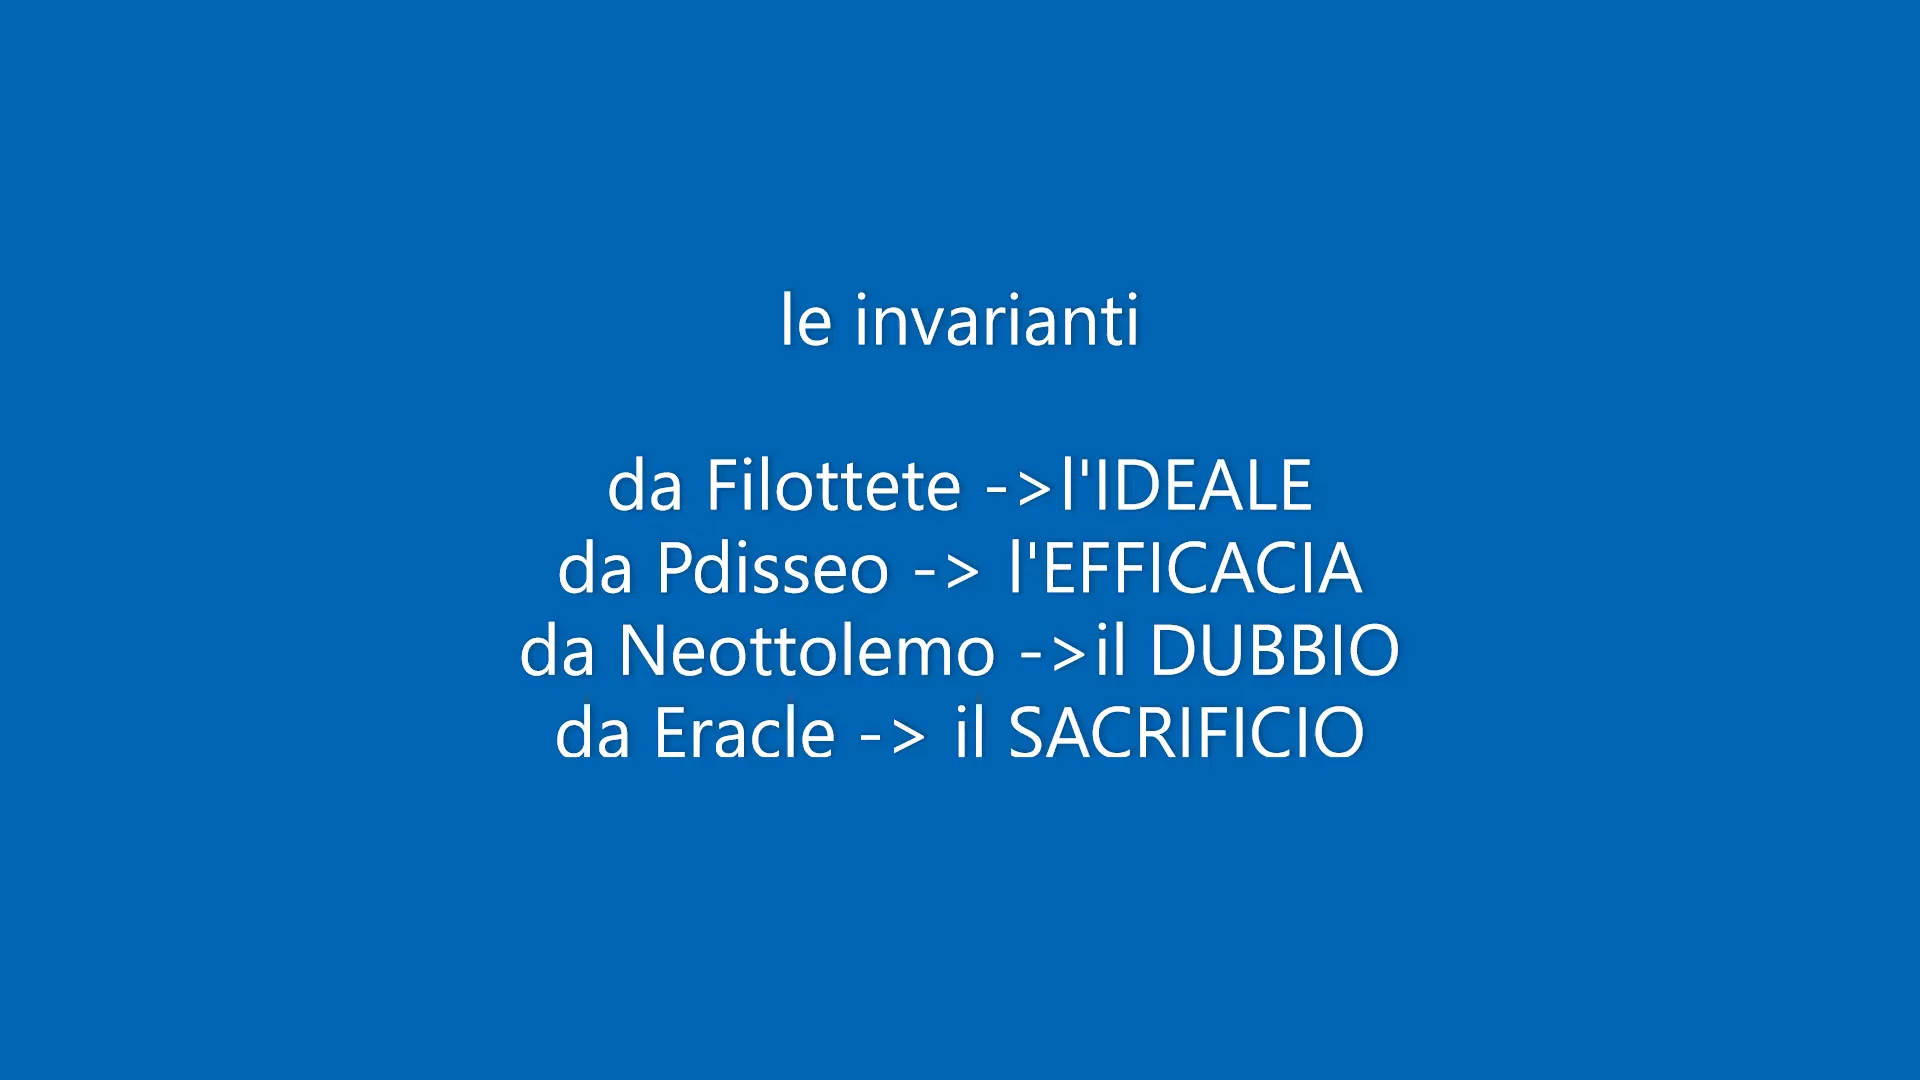 le invarianti
da Filottete ->l'IDEALE
da Pdisseo -> l'EFFICACIA
da Neottolemo ->il DUBBIO
da Eracle -> il SACRIFICIO